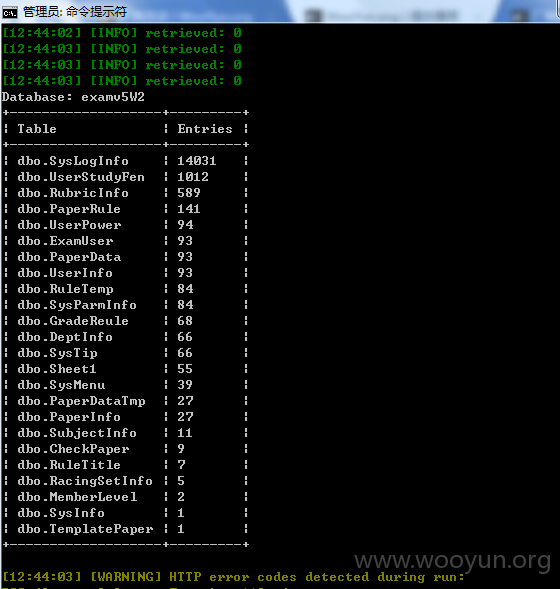 管理员: 命令提示符
[12:44:02] [INFO] retrieved: 0
[12:44:03] [INFO] retrieved: 0
[12:44:03] [INFO] retrieved: 0
[12:44:03] [INFO] retrieved: 0
Database: examv5W2
+-------------------+---------+
| Table | Entries |
+-------------------+---------+
| dbo.SysLogInfo | 14031 |
| dbo.UserStudyFen | 1012 |
| dbo.RubricInfo | 589 |
| dbo.PaperRule | 141 |
| dbo.UserPower | 94 |
| dbo.ExamUser | 93 |
| dbo.PaperData | 93 |
| dbo.UserInfo | 93 |
| dbo.RuleTemp | 84 |
| dbo.SysParmInfo | 84 |
| dbo.GradeReule | 68 |
| dbo.DeptInfo | 66 |
| dbo.SysTip | 66 |
| dbo.Sheet1 | 55 |
| dbo.SysMenu | 39 |
| dbo.PaperDataTmp | 27 |
| dbo.PaperInfo | 27 |
| dbo.SubjectInfo | 11 |
| dbo.CheckPaper | 9 |
| dbo.RuleTitle | 7 |
| dbo.RacingSetInfo | 5 |
| dbo.MemberLevel | 2 |
| dbo.SysInfo | 1 |
| dbo.TemplatePaper | 1 |
+-------------------+---------+
www.wooyun.org
[12:44:03] [WARNING] HTTP error codes detected during run: